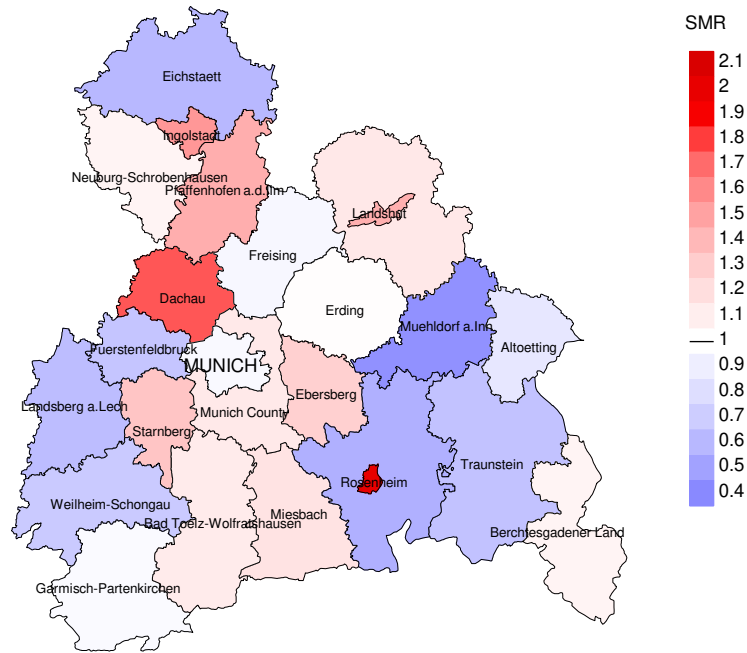 SMR
2.1
2
1.9
1.8
1.7
1.6
1.5
1.4
1.3
1.2
1.1
1
0.9
0.8
0.7
0.6
0.5
0.4
Eichstaett
Ingolstadt
Neuburg-Schrobenhausen
Pfaffenhofen a.d.Ilm
Landshut
Freising
Dachau
Erding
Muehldorf a.Inn
Altoetting
Fuerstenfeldbruck
MUNICH
Ebersberg
Landsberg a.Lech
Munich County
Starnberg
Traunstein
Rosenheim
Weilheim-Schongau
Miesbach
Bad Toelz-Wolfratshausen
Berchtesgadener Land
Garmisch-Partenkirchen